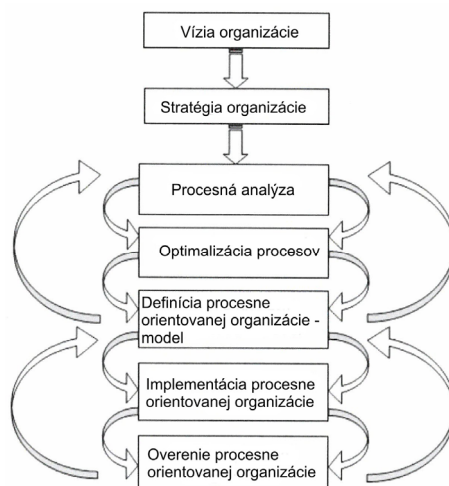 Vízia organizácie
Stratégia organizácie
Procesná analýza
Optimalizácia procesov
Definícia procesne
orientovanej organizácie -
model
Implementácia procesne
orientovanej organizácie
Overenie procesne
orientovanej organizácie